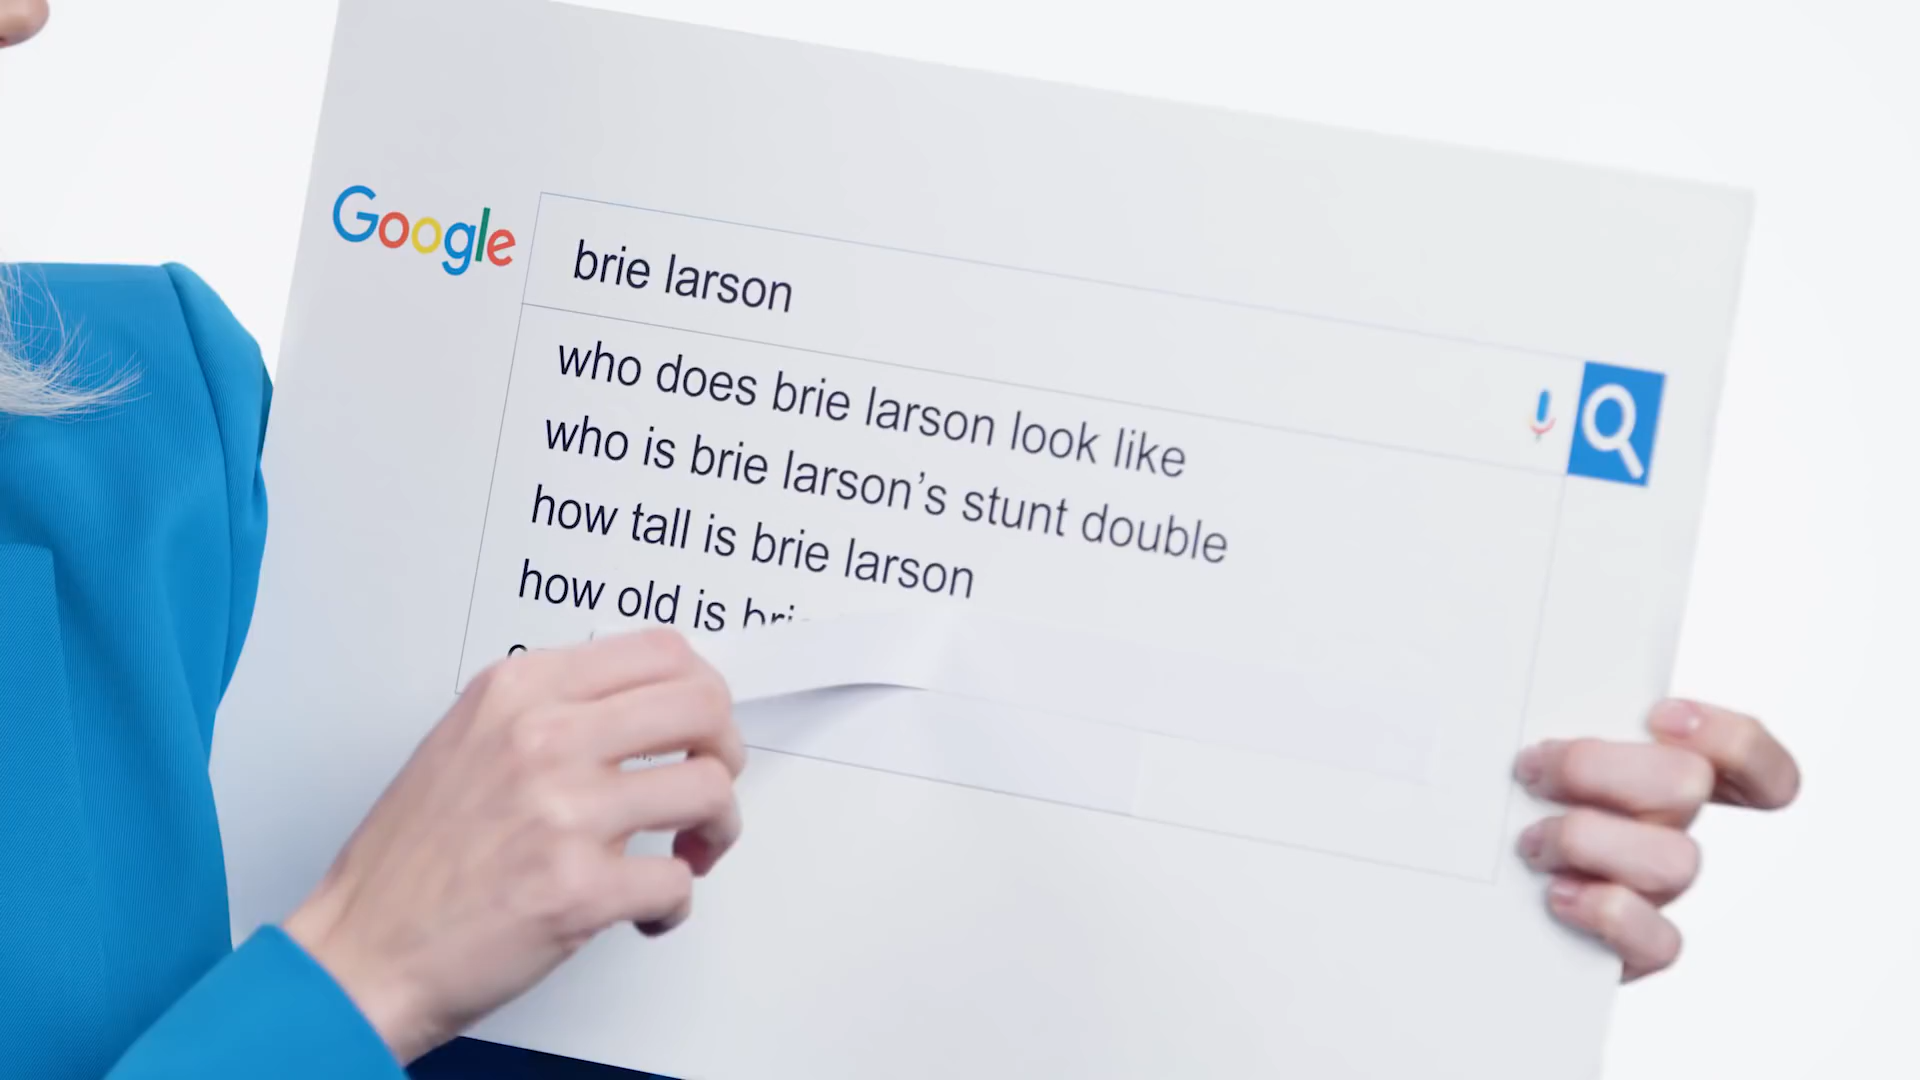 Google
brie larson
who does brie larson look like
who is brie larson's stunt double
how tall is brie larson
how old is